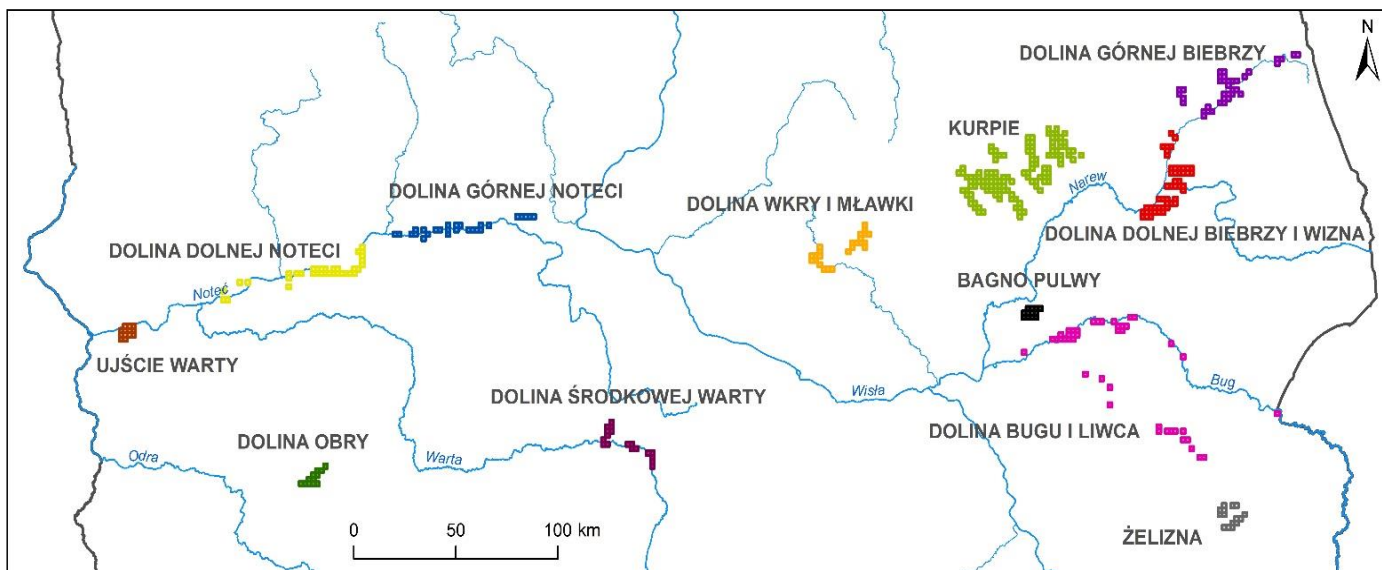 N
DOLINA GÓRNEJ BIEBRZY
KURPIE
DOLINA GÓRNEJ NOTECI
Narew
DOLINA WKRY I MŁAWKI
DOLINA DOLNEJ BIEBRZY I WIZNA
DOLINA DOLNEJ NOTECI
BAGNO PULWY
Noteć
UJŚCIE WARTY
Wisła
Bug
DOLINA ŚRODKOWEJ WARTY
DOLINA BUGU I LIWCA
DOLINA OBRY
Odra
Warta
0 50 100 km
ŻELIZNA